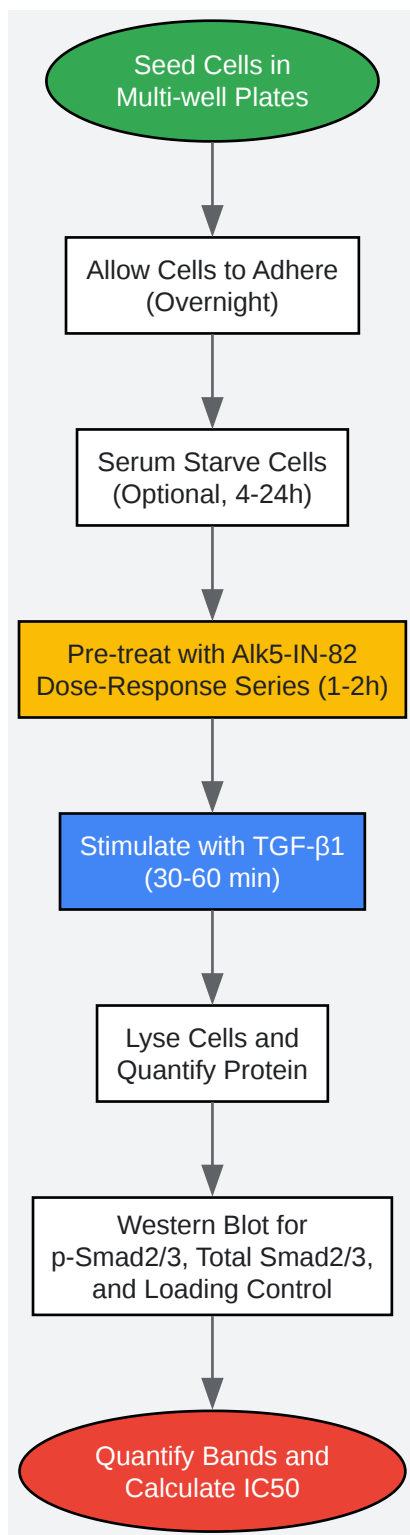 Seed Cells in
Multi-well Plates
Allow Cells to Adhere
(Overnight)
Serum Starve Cells
(Optional, 4-24h)
Pre-treat with Alk5-IN-82
Dose-Response Series (1-2h)
Stimulate with TGF-β1
(30-60 min)
Lyse Cells and
Quantify Protein
Western Blot for
p-Smad2/3, Total Smad2/3,
and Loading Control
Quantify Bands and
Calculate IC50